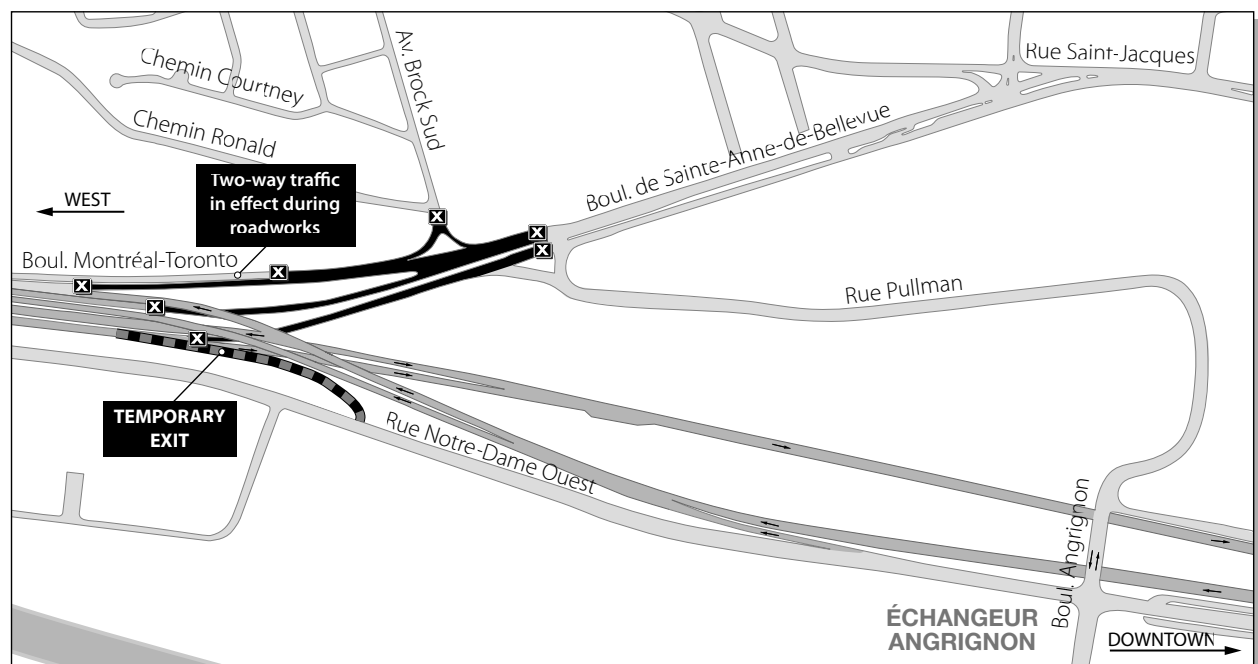 Rue Saint-Jacques
Chemin Courtney
Av. Brock Sud
Chemin Ronald
Boul. de Sainte-Anne-de-Bellevue
Two-way traffic
in effect during
roadworks
WEST
Boul. Montréal-Toronto
X
X
X
X
X
X
X
Rue Pullman
TEMPORARY
EXIT
Rue Notre-Dame Ouest
Boul. Angrignon
ÉCHANGEUR
ANGRIGNON
DOWNTOWN